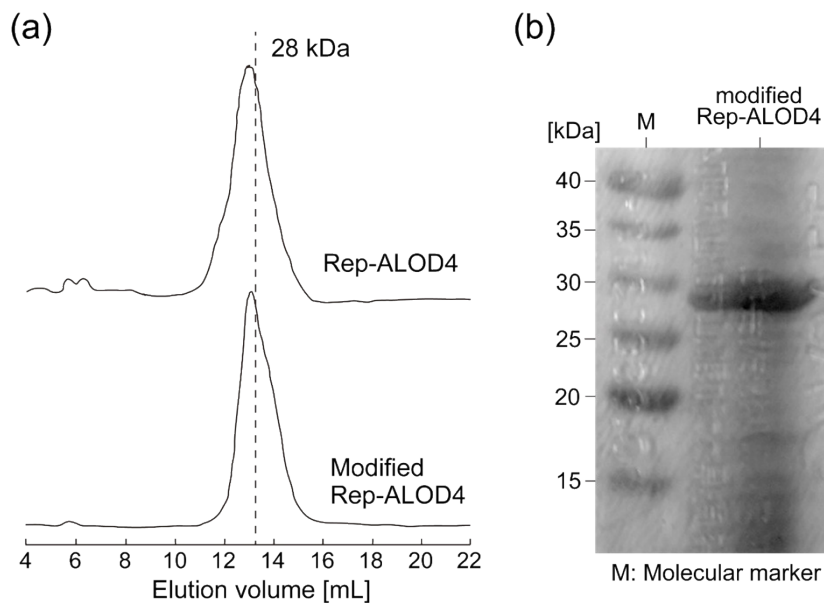 (a)
28 kDa
Rep-ALOD4
Modified
Rep-ALOD4
4 6 8 10 12 14 16 18 20 22
Elution volume [mL]
(b)
modified
[kDa] M Rep-ALOD4
40
35
30
25
20
15
M: Molecular marker